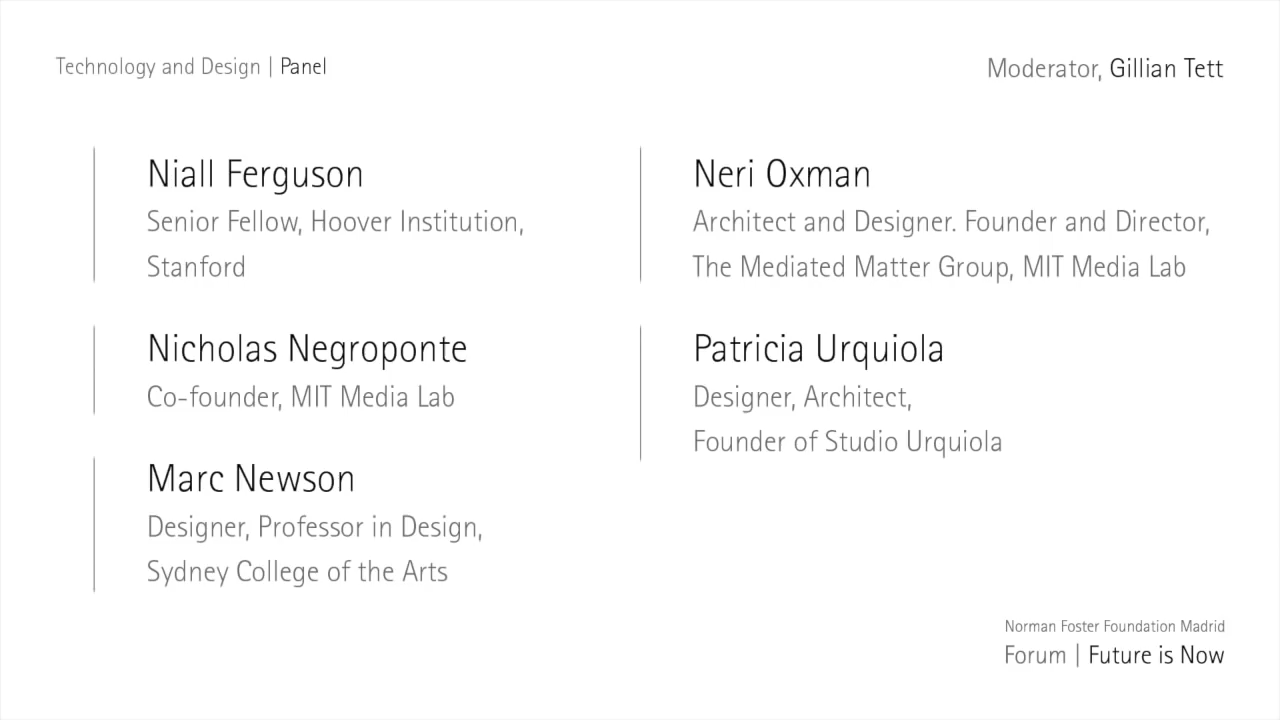 Technology and Design | Panel
Moderator, Gillian Tett
Niall Ferguson
Senior Fellow, Hoover Institution,
Stanford
Nicholas Negroponte
Co-founder, MIT Media Lab
Marc Newson
Designer, Professor in Design,
Sydney College of the Arts
Neri Oxman
Architect and Designer. Founder and Director,
The Mediated Matter Group, MIT Media Lab
Patricia Urquiola
Designer, Architect,
Founder of Studio Urquiola
Norman Foster Foundation Madrid
Forum | Future is Now